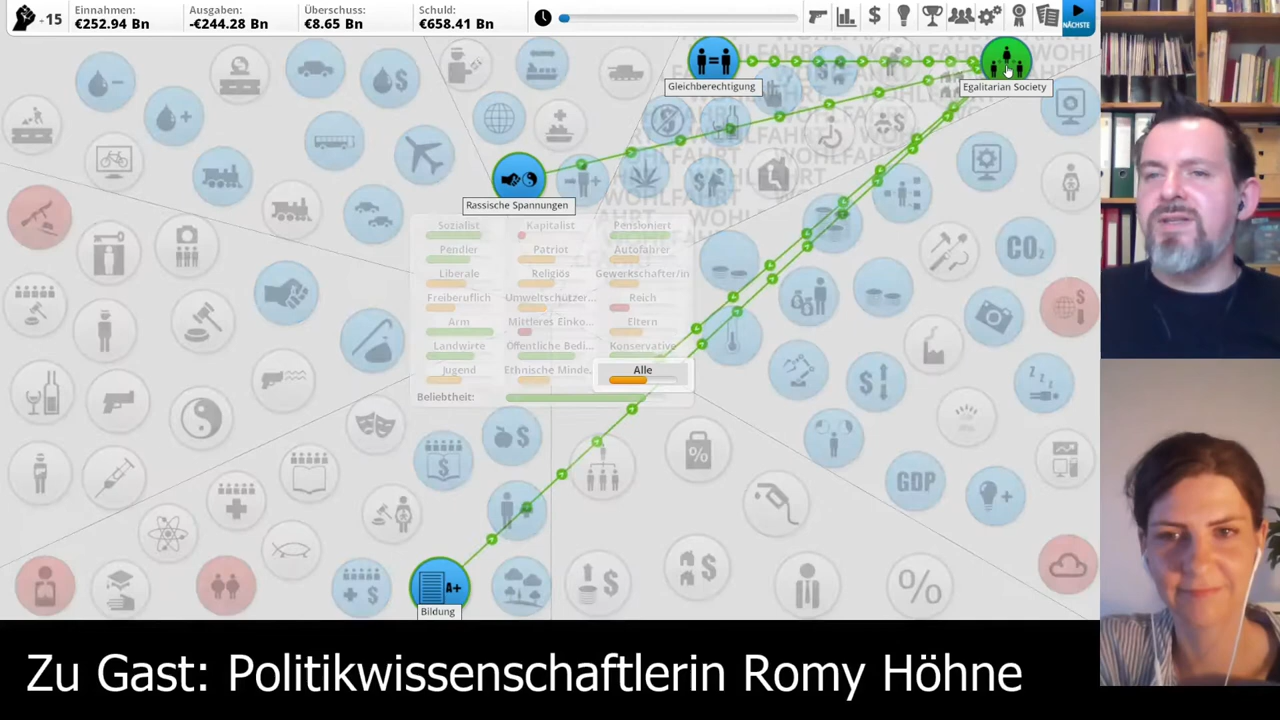 +15
Einnahmen:
€252.94 Bn
Ausgaben:
-€244.28 Bn
Überschuss:
€8.65 Bn
Schuld:
€658.41 Bn
NÄCHSTE
Gleichberechtigung
Egalitarian Society
WOHLFAHRT WOHLFAHRT
Rassische Spannungen
Sozialist
Kapitalist
Pensioniert
Pendler
Patriot
Autofahrer
Liberale
Religiös
Gewerkschafter/in
Freiberuflich
Umweltschützer...
Reich
Arm
Mittleres Einko...
Eltern
Landwirte
Öffentliche Bedi...
Konservative
Jugend
Ethnische Minde...
Alle
Beliebtheit:
CO₂
GDP
A+
Bildung
Zu Gast: Politikwissenschaftlerin Romy Höhne